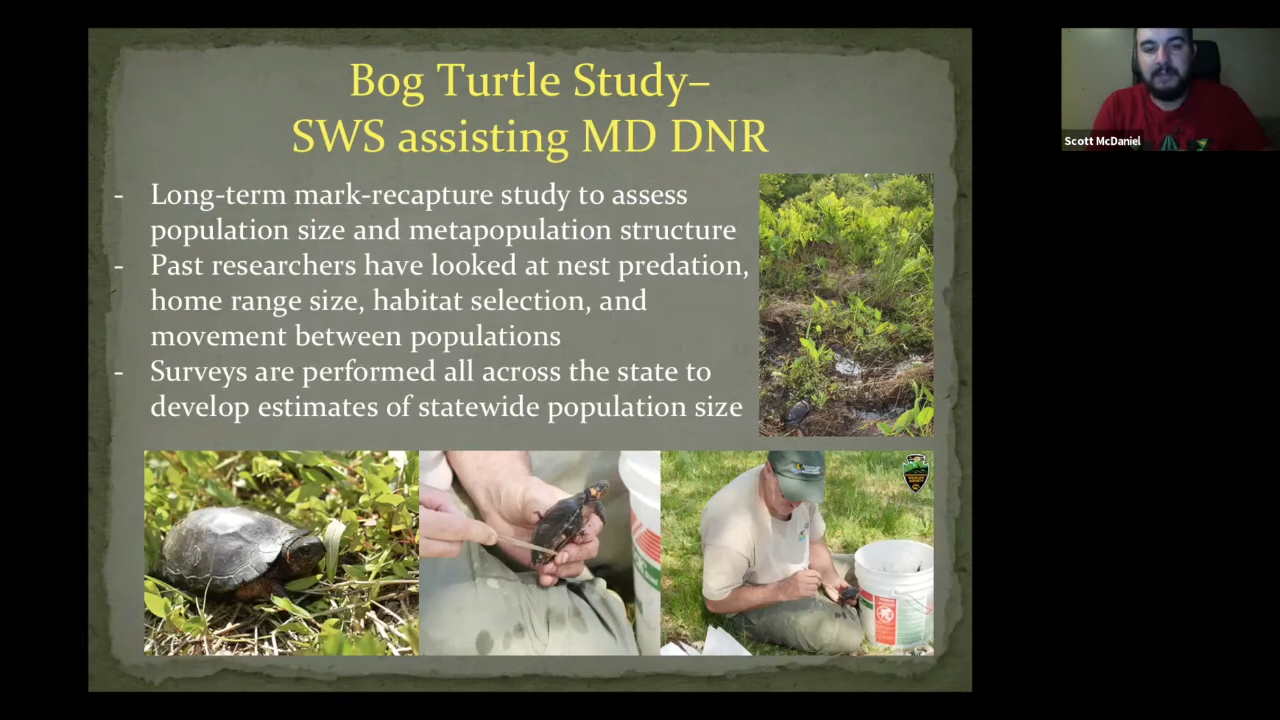 Bog Turtle Study–
SWS assisting MD DNR
- Long-term mark-recapture study to assess
population size and metapopulation structure
- Past researchers have looked at nest predation,
home range size, habitat selection, and
movement between populations
- Surveys are performed all across the state to
develop estimates of statewide population size
Scott McDaniel